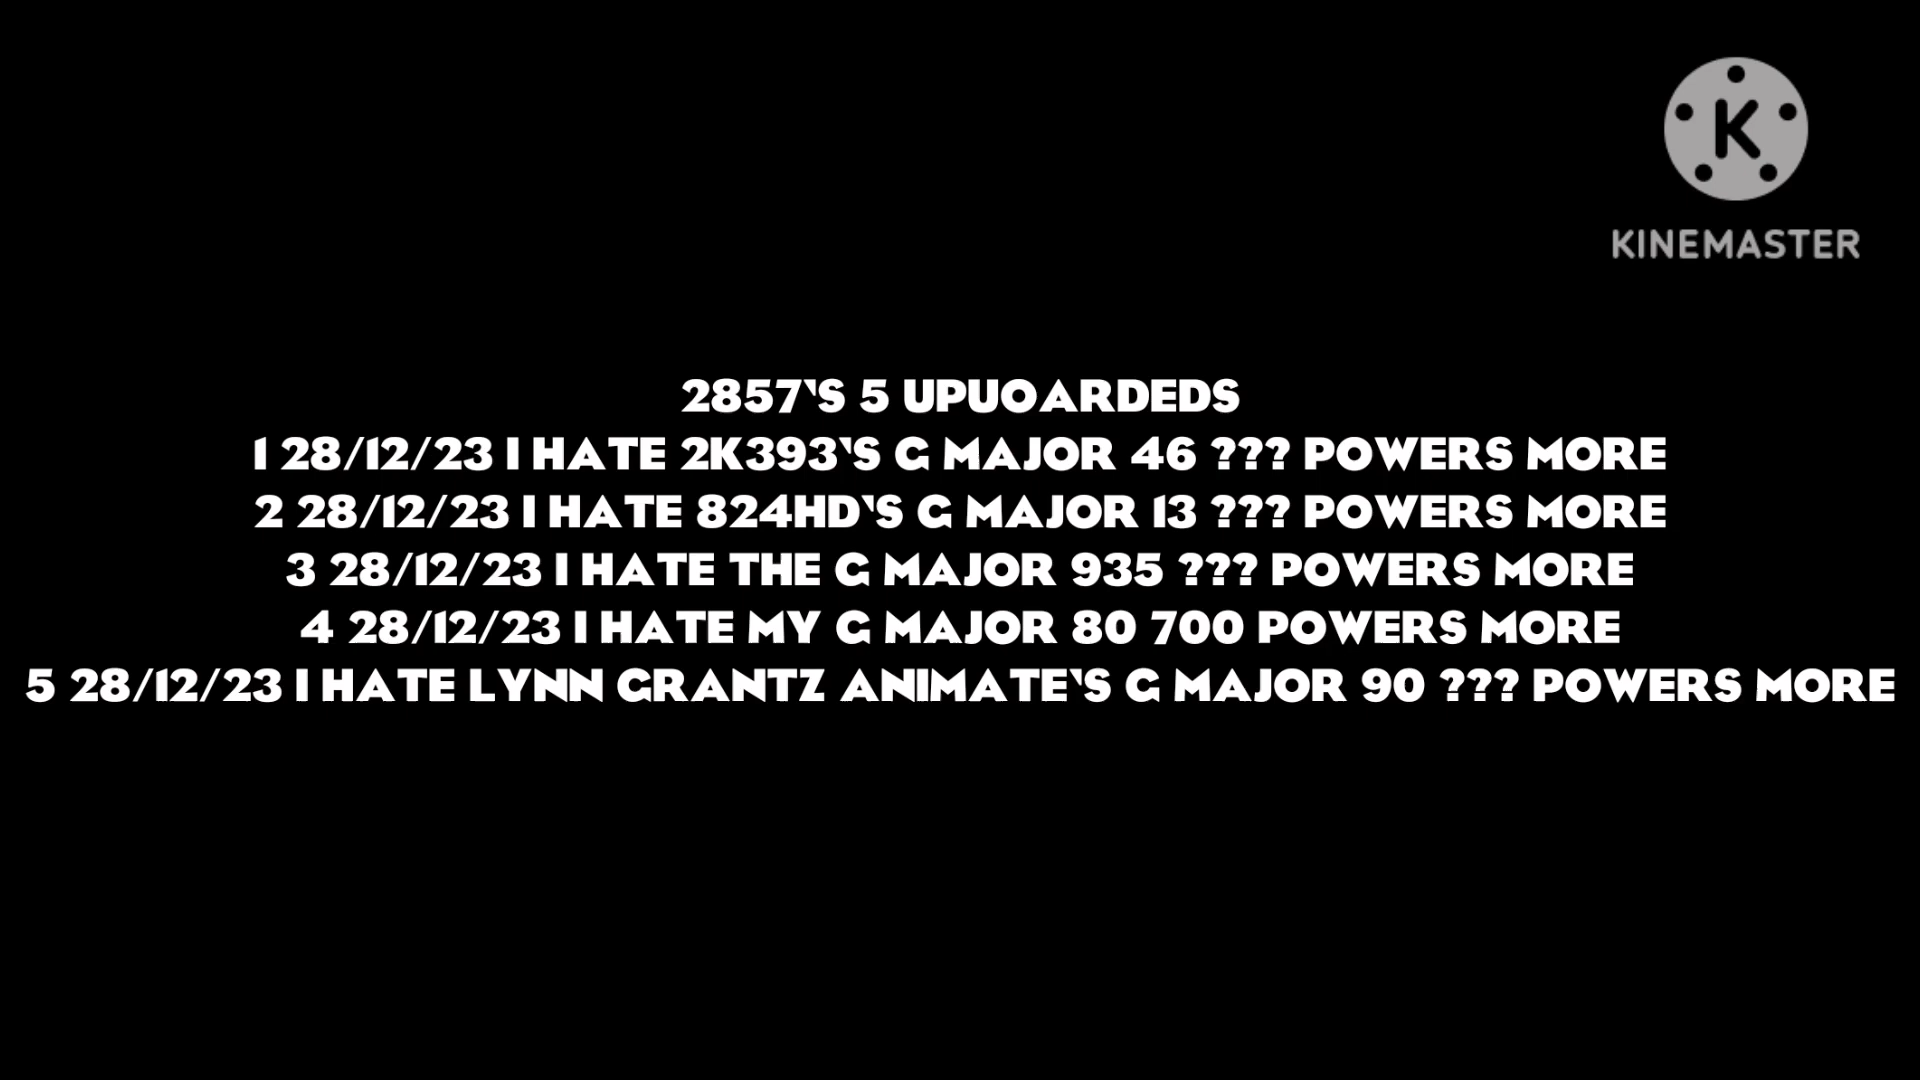 K
KINEMASTER
2857'S 5 UPUOARDEDS
1 28/12/23 I HATE 2K393'S G MAJOR 46 ??? POWERS MORE
2 28/12/23 I HATE 824HD'S G MAJOR 13 ??? POWERS MORE
3 28/12/23 I HATE THE G MAJOR 935 ??? POWERS MORE
4 28/12/23 I HATE MY G MAJOR 80 700 POWERS MORE
5 28/12/23 I HATE LYNN GRANTZ ANIMATE'S G MAJOR 90 ??? POWERS MORE